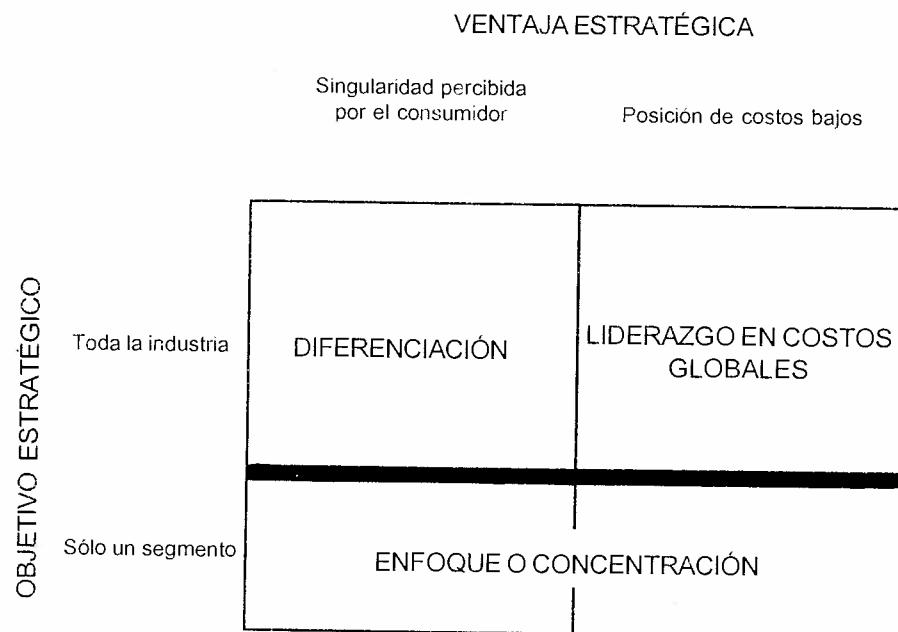 VENTAJA ESTRATÉGICA
Singularidad percibida
por el consumidor
Posición de costos bajos
OBJETIVO ESTRATÉGICO
Toda la industria
DIFERENCIACIÓN
LIDERAZGO EN COSTOS
GLOBALES
Sólo un segmento
ENFOQUE O CONCENTRACIÓN